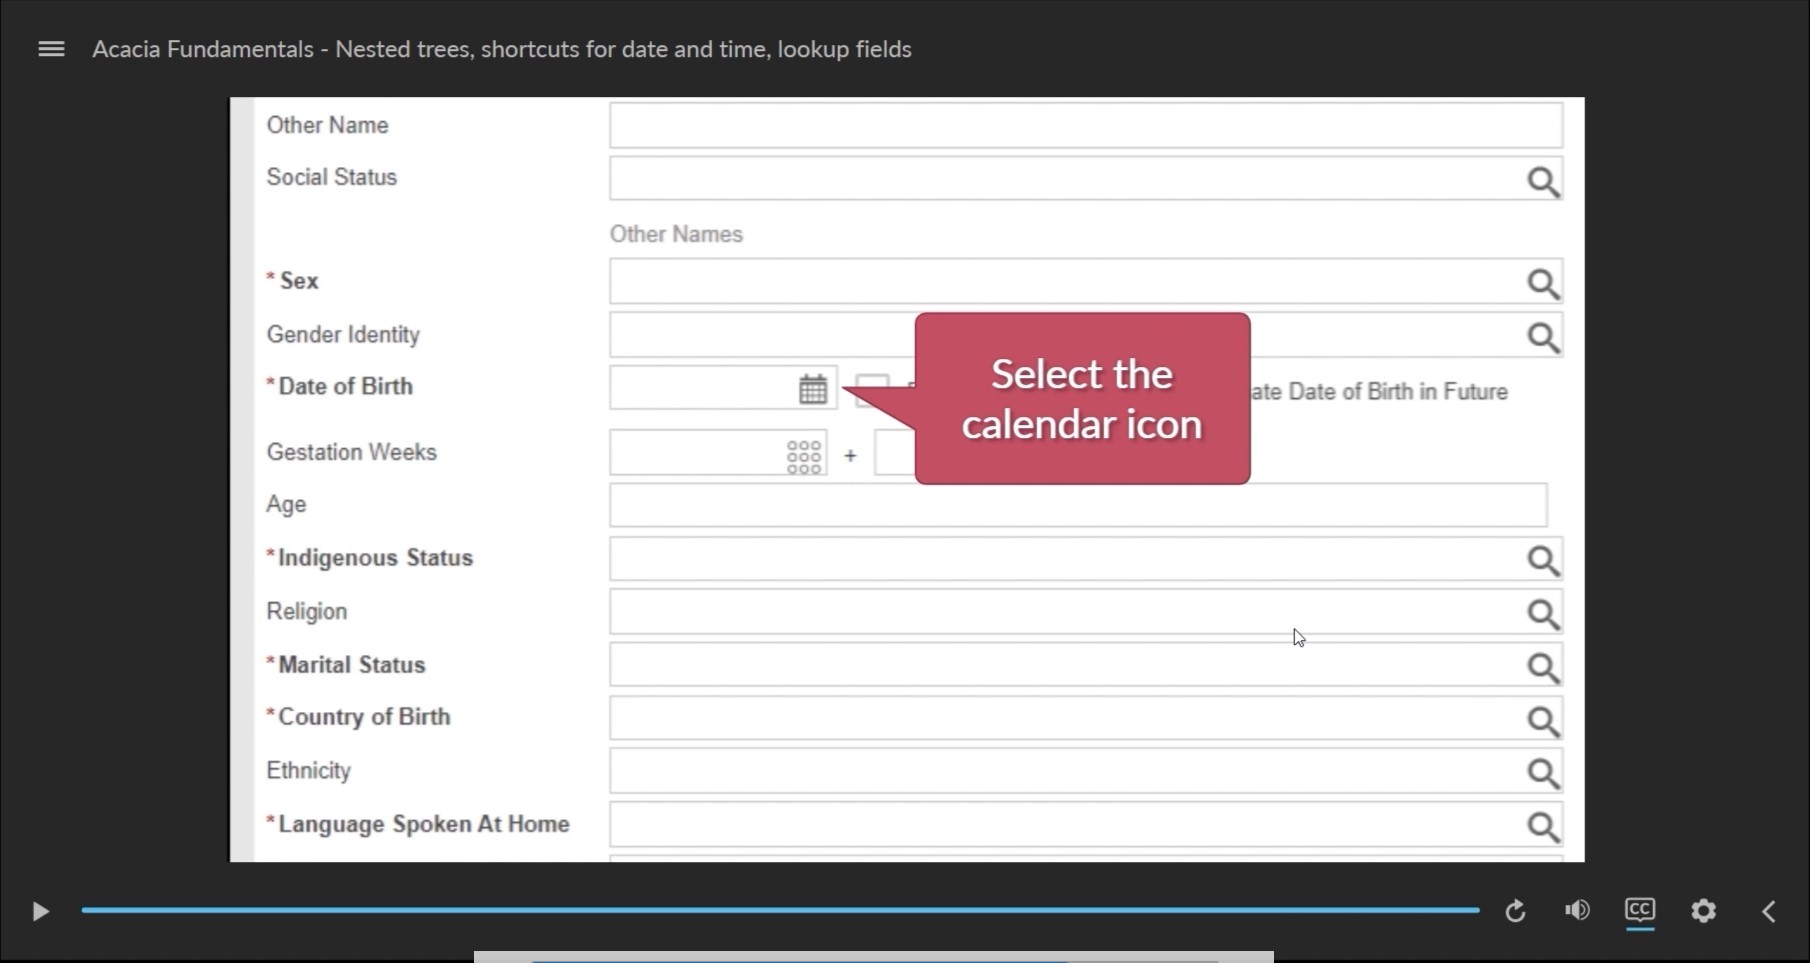 Acacia Fundamentals - Nested trees, shortcuts for date and time, lookup fields
Other Name
Social Status
Other Names
* Sex
Gender Identity
* Date of Birth
Select the
calendar icon
ate Date of Birth in Future
Gestation Weeks
+
Age
* Indigenous Status
Religion
* Marital Status
* Country of Birth
Ethnicity
* Language Spoken At Home
CC